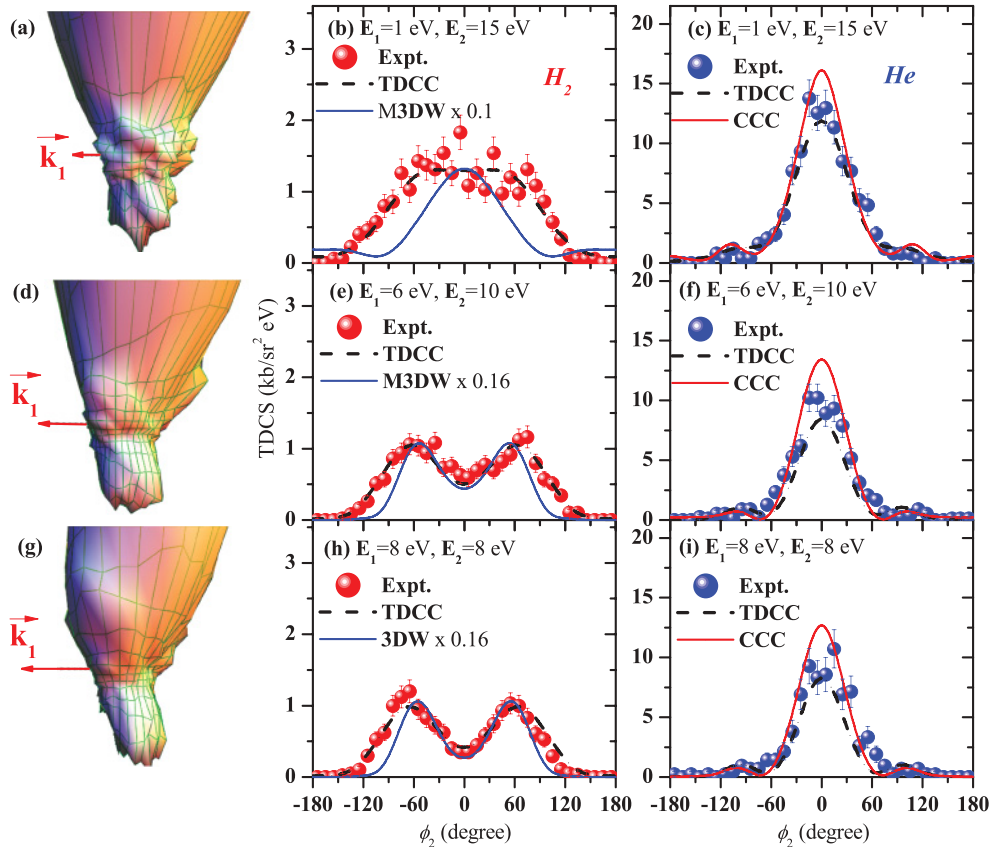 (a)
k₁
(b) E₁=1 eV, E₂=15 eV
Expt.
TDCC
M3DW x 0.1
H₂
3
2
1
0
(c) E₁=1 eV, E₂=15 eV
Expt.
TDCC
CCC
He
20
15
10
5
0
(d)
k₁
TDCS (kb/sr² eV)
(e) E₁=6 eV, E₂=10 eV
Expt.
TDCC
M3DW x 0.16
3
2
1
0
(f) E₁=6 eV, E₂=10 eV
Expt.
TDCC
CCC
20
15
10
5
0
(g)
k₁
(h) E₁=8 eV, E₂=8 eV
Expt.
TDCC
3DW x 0.16
3
2
1
0
-180 -120 -60 0 60 120 180
ϕ₂ (degree)
(i) E₁=8 eV, E₂=8 eV
Expt.
TDCC
CCC
20
15
10
5
0
-180 -120 -60 0 60 120 180
ϕ₂ (degree)